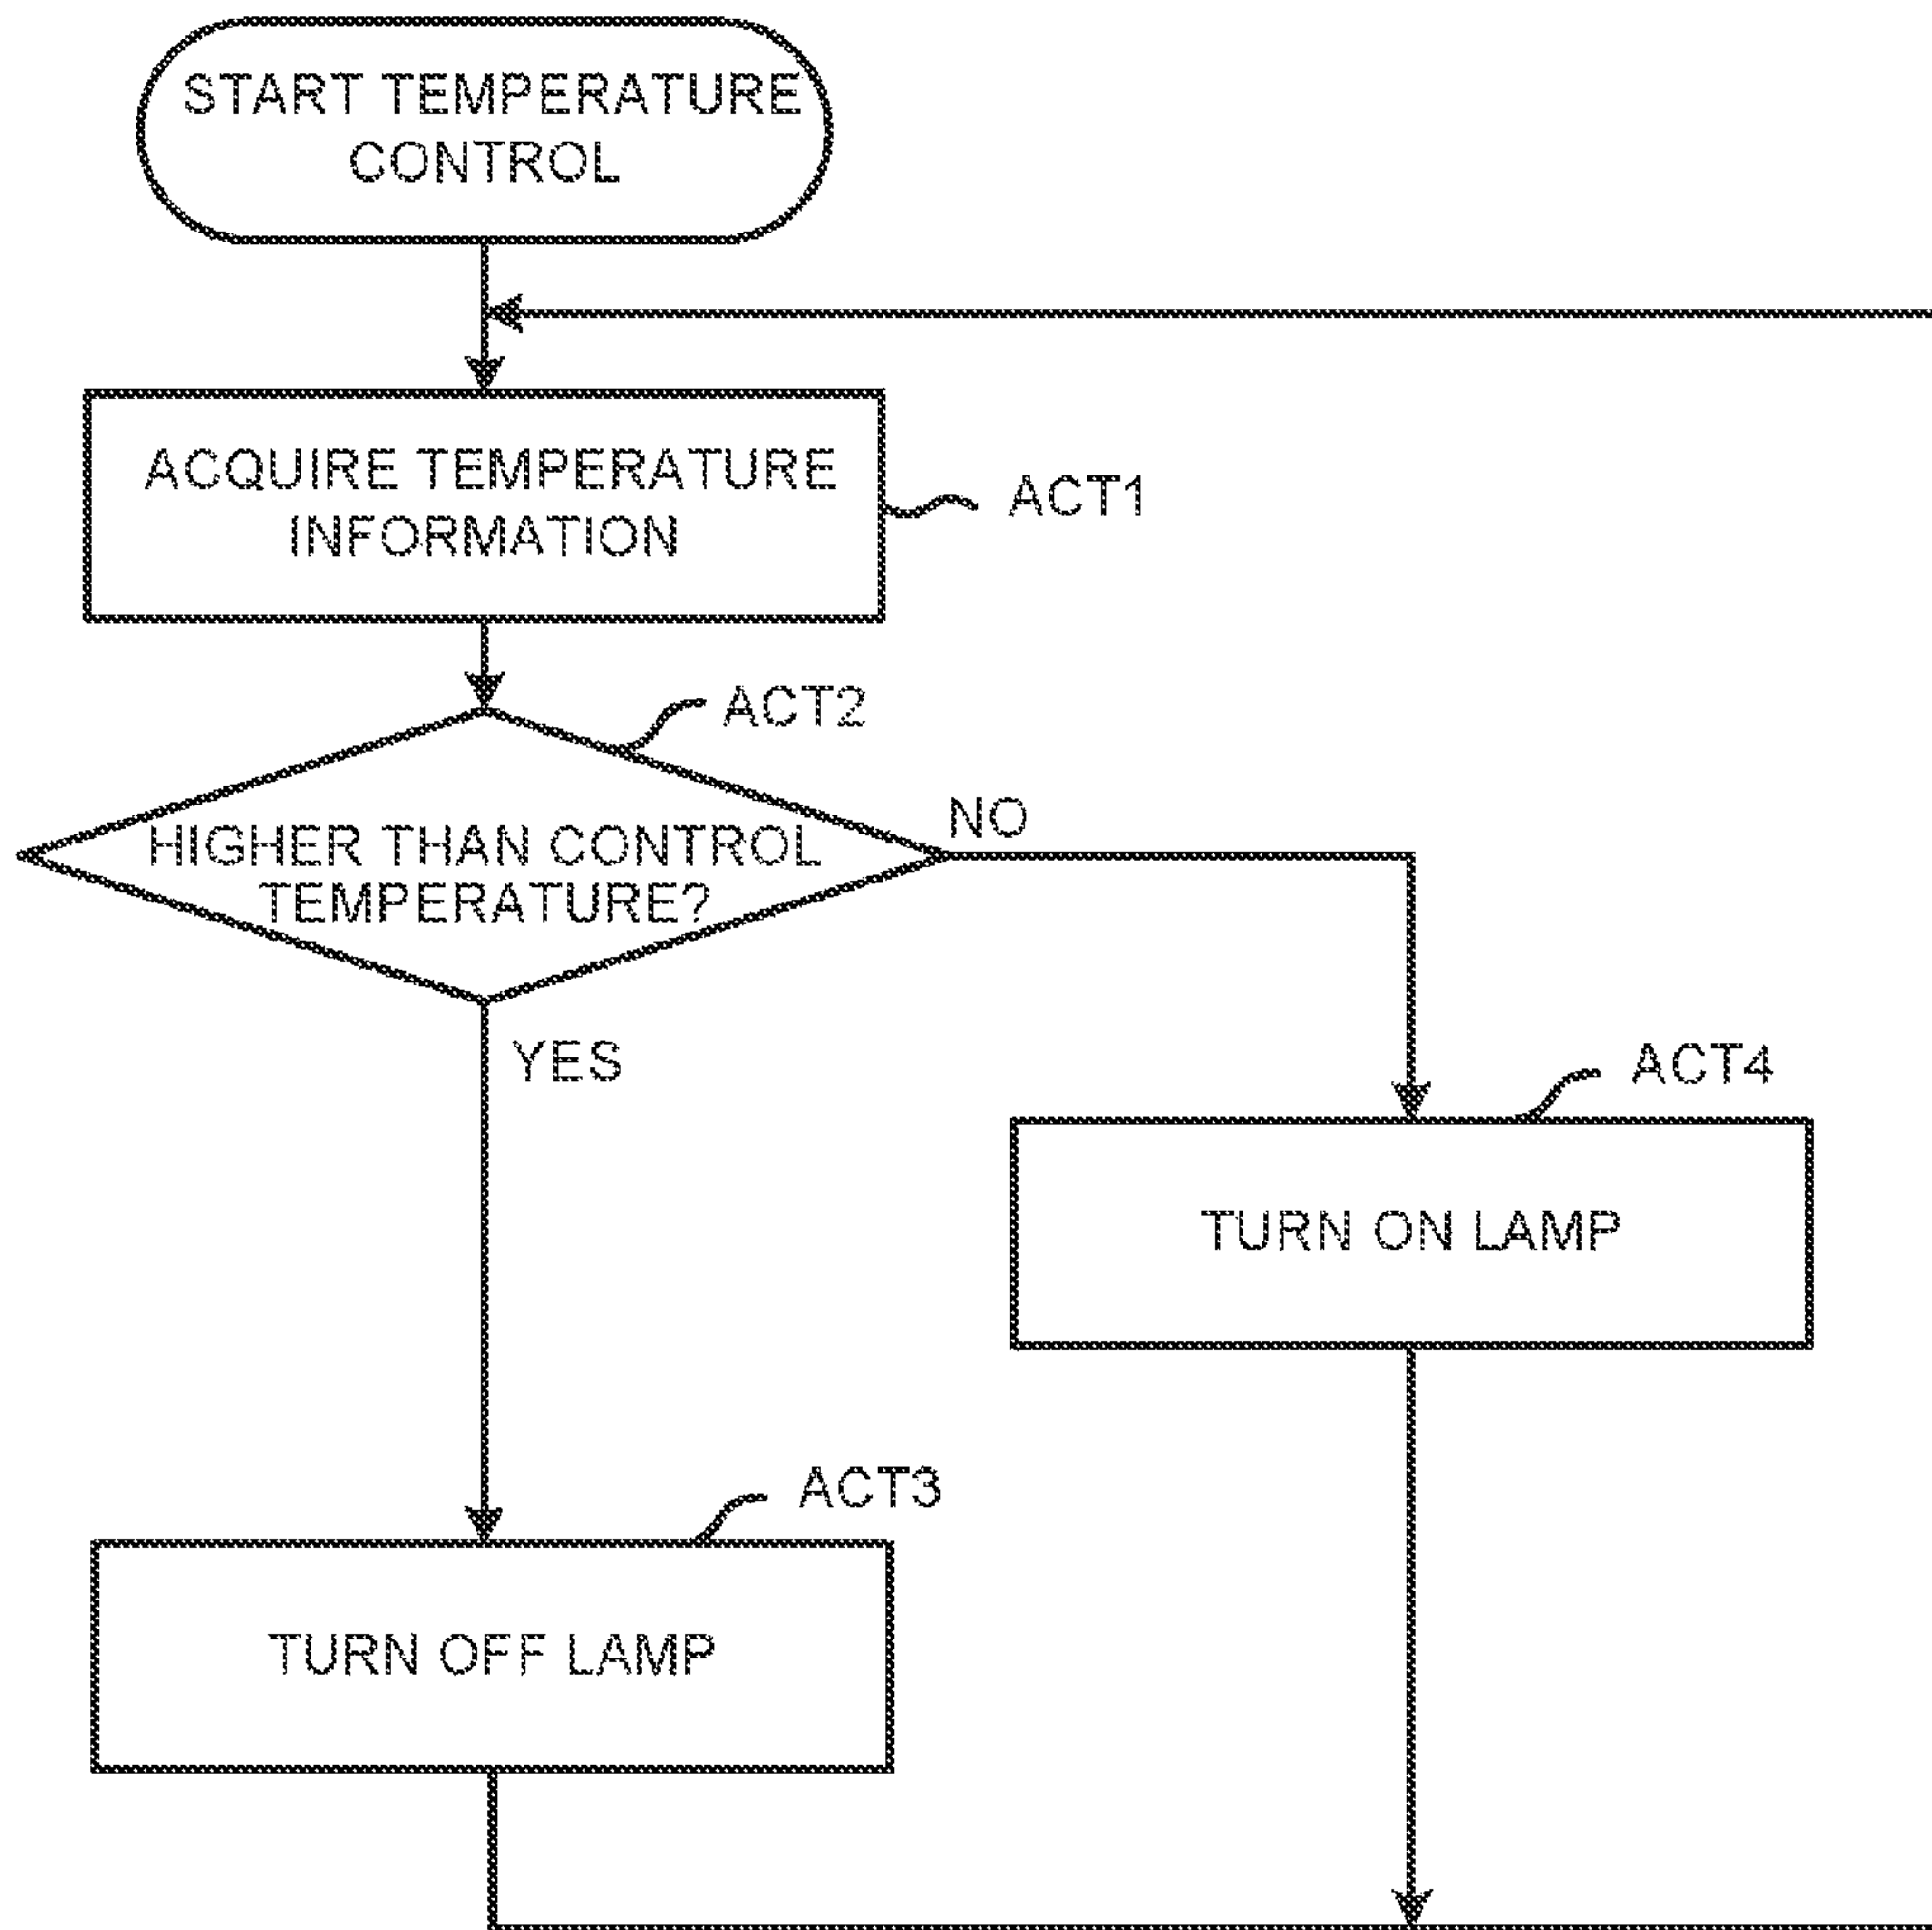 START TEMPERATURE
CONTROL
ACQUIRE TEMPERATURE
INFORMATION
ACT1
ACT2
HIGHER THAN CONTROL
TEMPERATURE?
NO
YES
ACT4
TURN ON LAMP
ACT3
TURN OFF LAMP